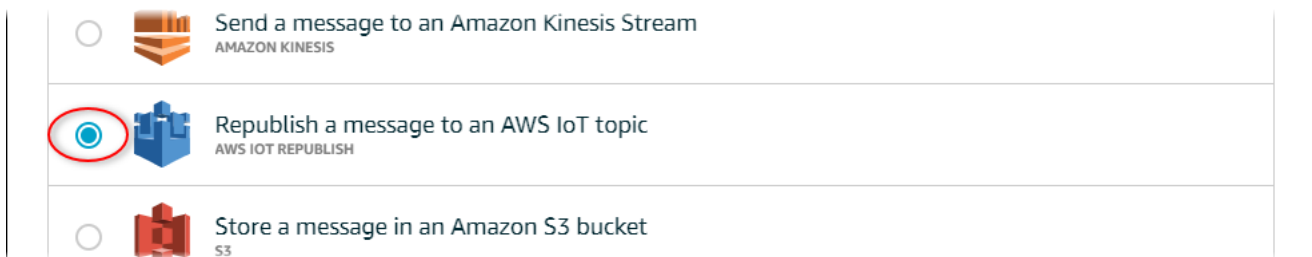 Send a message to an Amazon Kinesis Stream
AMAZON KINESIS
Republish a message to an AWS IoT topic
AWS IOT REPUBLISH
Store a message in an Amazon S3 bucket
S3